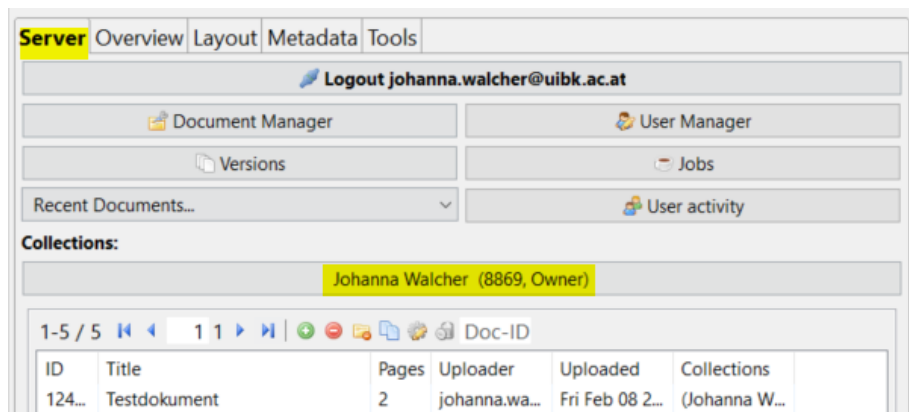 Server Overview Layout Metadata Tools
Logout johanna.walcher@uibk.ac.at
Document Manager User Manager
Versions Jobs
Recent Documents... User activity
Collections:
Johanna Walcher (8869, Owner)
1-5 / 5 1 1 Doc-ID
ID Title Pages Uploader Uploaded Collections
124... Testdokument 2 johanna.wa... Fri Feb 08 2... (Johanna W...